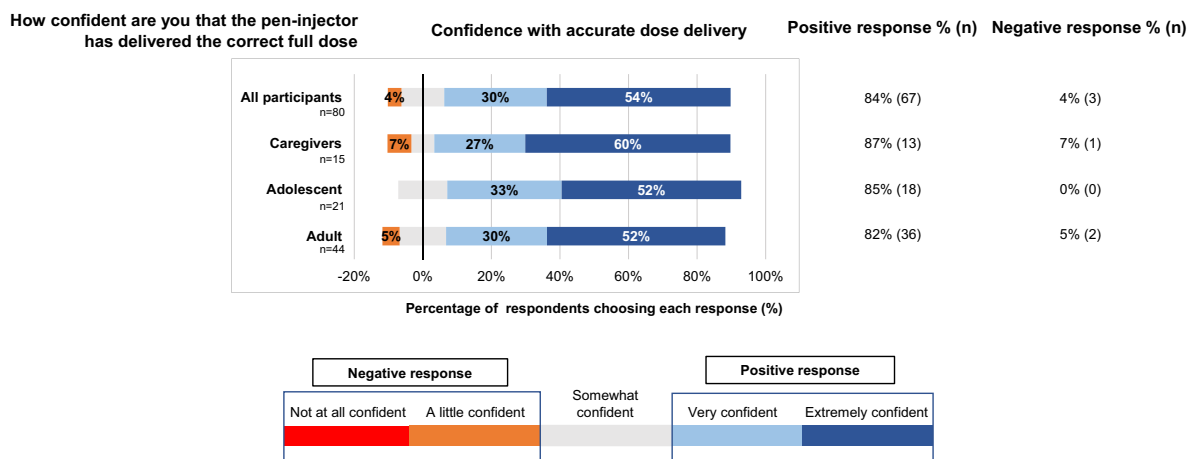 How confident are you that the pen-injector
has delivered the correct full dose
Confidence with accurate dose delivery
Positive response % (n)
Negative response % (n)
All participants
n=80
4%
30%
54%
84% (67)
4% (3)
Caregivers
n=15
7%
27%
60%
87% (13)
7% (1)
Adolescent
n=21
33%
52%
85% (18)
0% (0)
Adult
n=44
5%
30%
52%
82% (36)
5% (2)
-20%
0%
20%
40%
60%
80%
100%
Percentage of respondents choosing each response (%)
Negative response
Positive response
Not at all confident
A little confident
Somewhat
confident
Very confident
Extremely confident